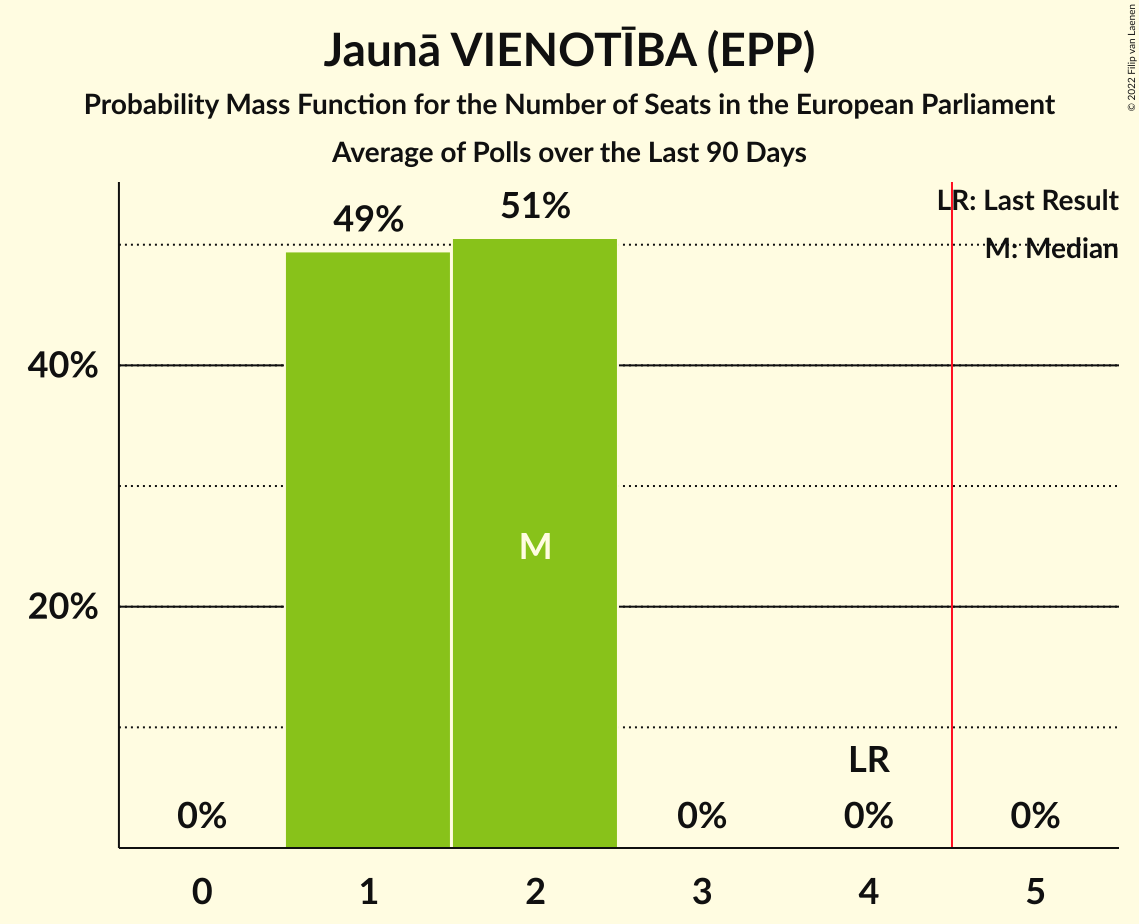 Jaunā VIENOTĪBA (EPP)
Probability Mass Function for the Number of Seats in the European Parliament
Average of Polls over the Last 90 Days
© 2022 Filip van Laenen
LR: Last Result
M: Median
49%
51%
40%
20%
M
LR
0%
0%
0%
0%
0
1
2
3
4
5